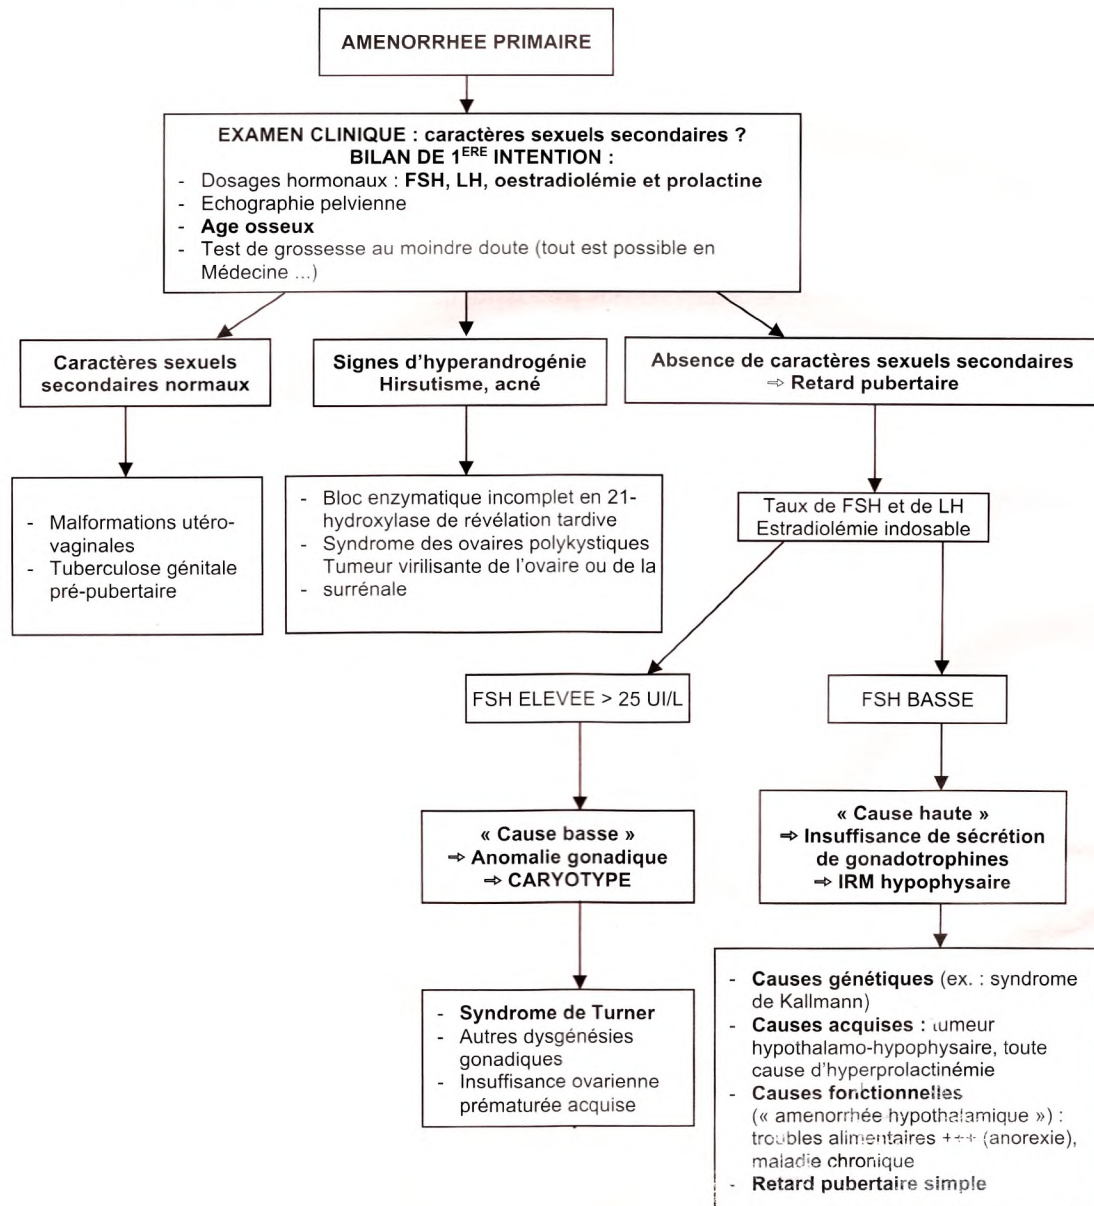 AMENORRHEE PRIMAIRE
EXAMEN CLINIQUE : caractères sexuels secondaires ?
BILAN DE 1ERE INTENTION :
- Dosages hormonaux : FSH, LH, oestradiolémie et prolactine
- Echographie pelvienne
- Age osseux
- Test de grossesse au moindre doute (tout est possible en
Médecine ...)
Caractères sexuels
secondaires normaux
Signes d'hyperandrogénie
Hirsutisme, acné
Absence de caractères sexuels secondaires
⇒ Retard pubertaire
- Malformations utéro-
vaginales
- Tuberculose génitale
pré-pubertaire
- Bloc enzymatique incomplet en 21-
hydroxylase de révélation tardive
- Syndrome des ovaires polykystiques
Tumeur virilisante de l'ovaire ou de la
- surrénale
Taux de FSH et de LH
Estradiolémie indosable
FSH ELEVEE > 25 UI/L
FSH BASSE
« Cause basse »
⇒ Anomalie gonadique
⇒ CARYOTYPE
« Cause haute »
⇒ Insuffisance de sécrétion
de gonadotrophines
⇒ IRM hypophysaire
- Syndrome de Turner
- Autres dysgénésies
gonadiques
- Insuffisance ovarienne
prématurée acquise
- Causes génétiques (ex. : syndrome
de Kallmann)
- Causes acquises : tumeur
hypothalamo-hypophysaire, toute
cause d'hyperprolactinémie
- Causes fonctionnelles
(« amenorrhée hypothalamique ») :
troubles alimentaires +++ (anorexie),
maladie chronique
- Retard pubertaire simple